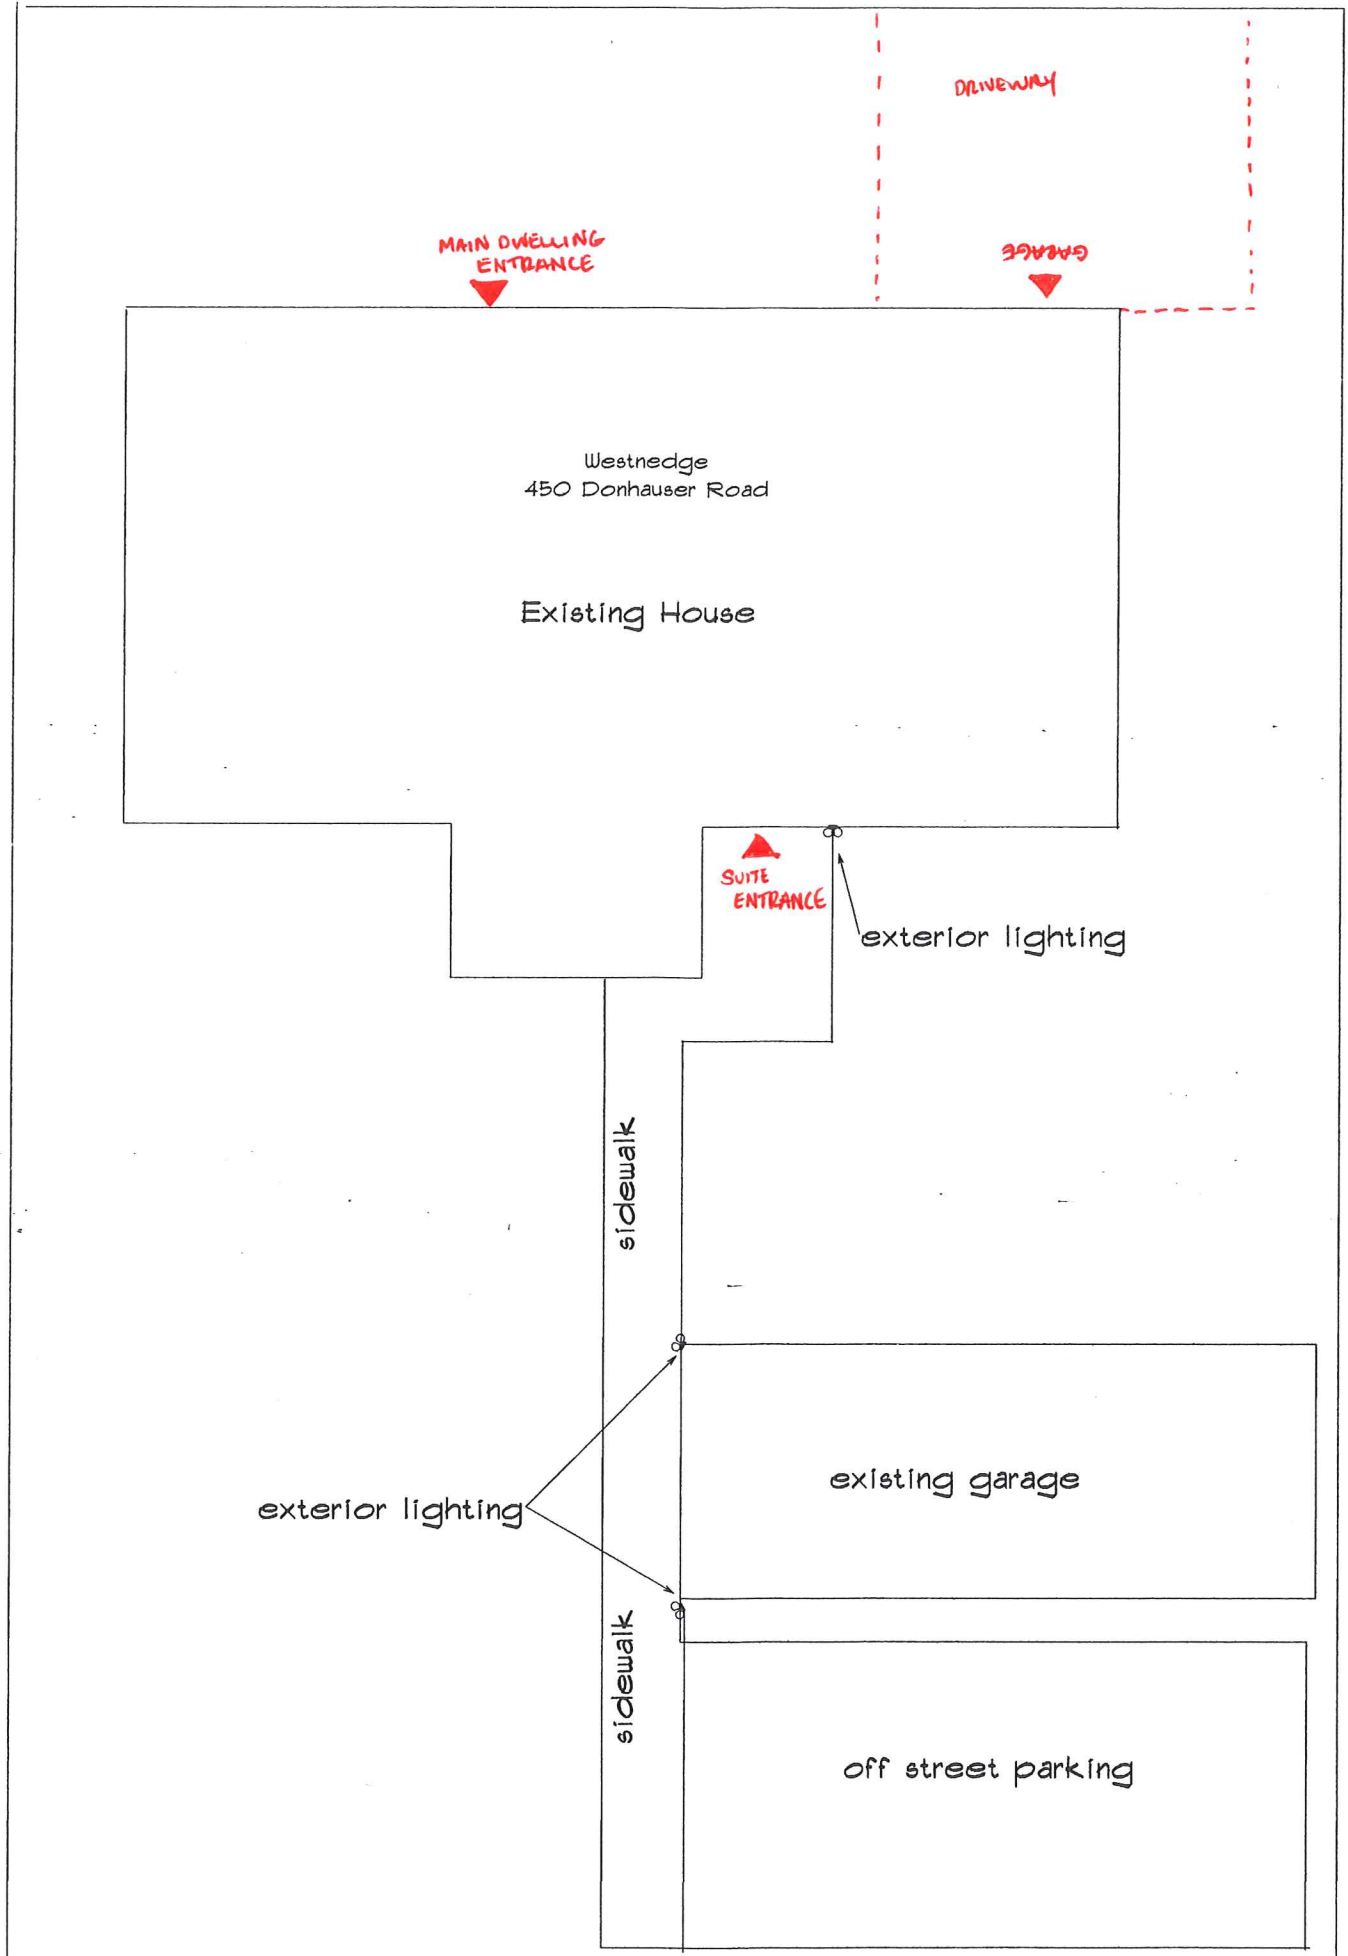 DRIVEWAY
MAIN DWELLING
ENTRANCE
GARAGE
Westnedge
450 Donhauser Road
Existing House
SUITE
ENTRANCE
exterior lighting
sidewalk
existing garage
exterior lighting
sidewalk
off street parking